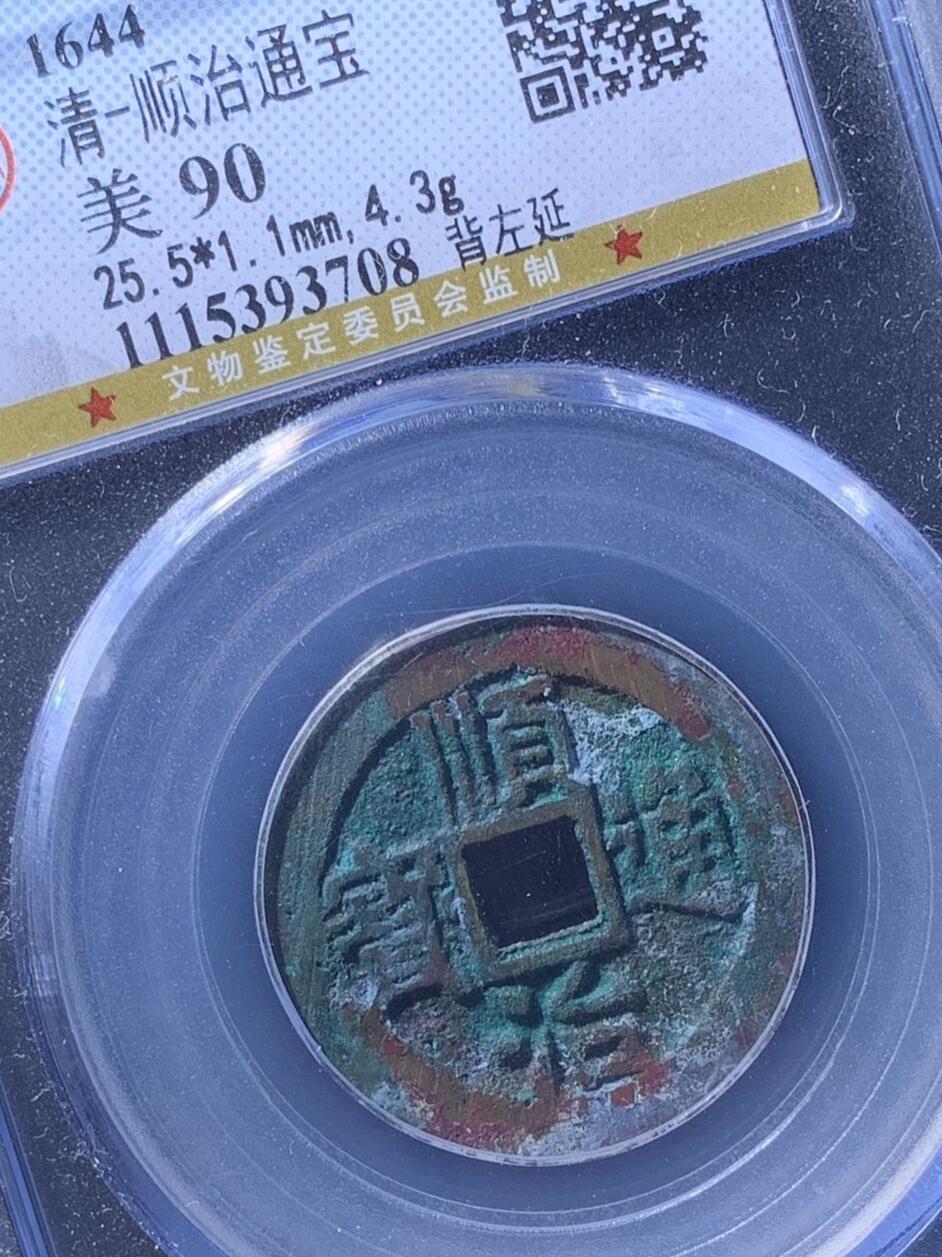 1644
清-顺治通宝
美 90
25.5*1.1mm, 4.3g
1115393708 背左延
文物鉴定委员会监制
順治通寶